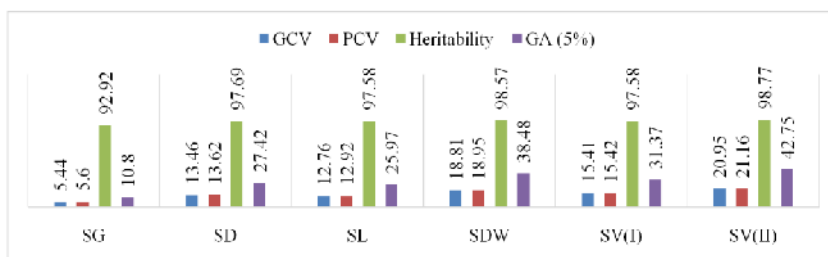 GCV PCV Heritability GA (5%)
5.44 5.6 92.92 10.8
13.46 13.62 97.69 27.42
12.76 12.92 97.58 25.97
18.81 18.95 98.57 38.48
15.41 15.42 97.58 31.37
20.95 21.16 98.77 42.75
SG SD SL SDW SV(I) SV(II)